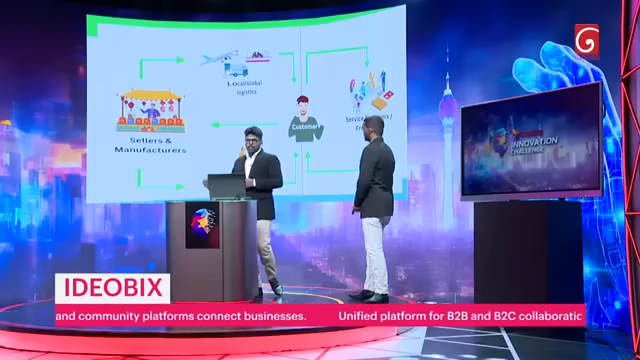 Local/Global
logistics
Customer
Sellers &
Manufacturers
INNOVATION
CHALLENGE
IDEOBIX
and community platforms connect businesses.
Unified platform for B2B and B2C collaboratio